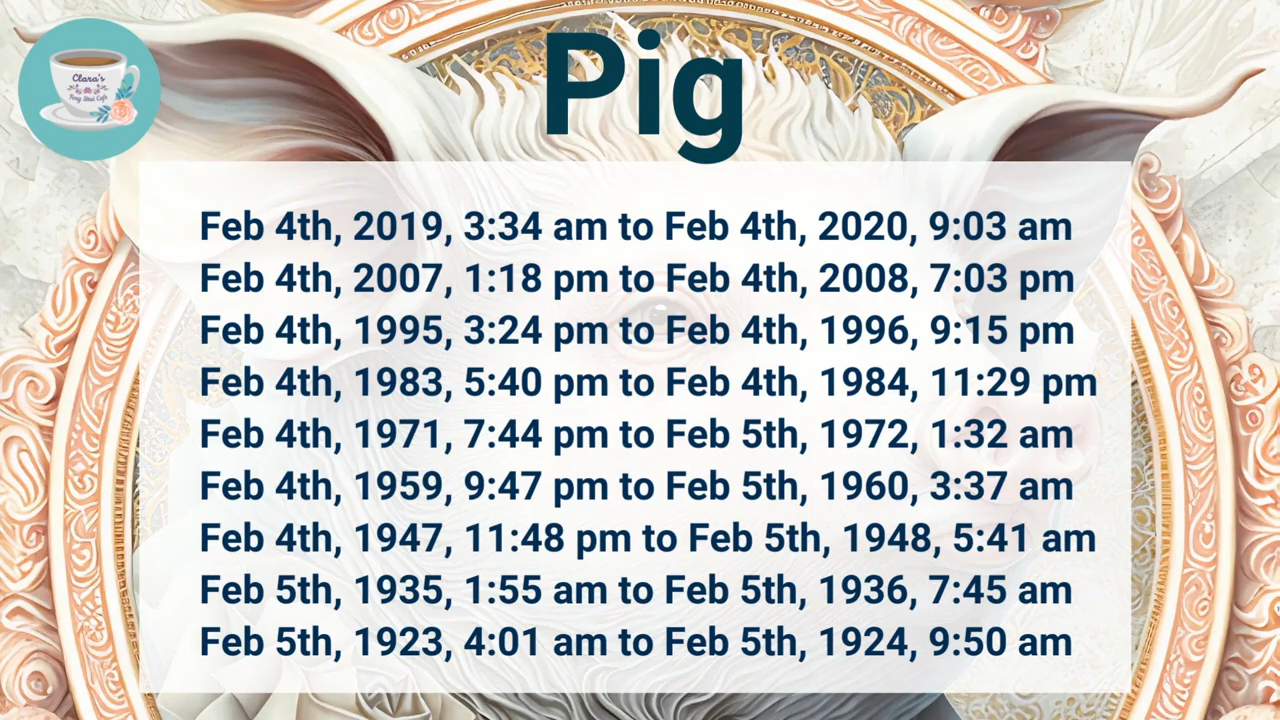 Pig
Clara's
Feng Shui Cafe
Feb 4th, 2019, 3:34 am to Feb 4th, 2020, 9:03 am
Feb 4th, 2007, 1:18 pm to Feb 4th, 2008, 7:03 pm
Feb 4th, 1995, 3:24 pm to Feb 4th, 1996, 9:15 pm
Feb 4th, 1983, 5:40 pm to Feb 4th, 1984, 11:29 pm
Feb 4th, 1971, 7:44 pm to Feb 5th, 1972, 1:32 am
Feb 4th, 1959, 9:47 pm to Feb 5th, 1960, 3:37 am
Feb 4th, 1947, 11:48 pm to Feb 5th, 1948, 5:41 am
Feb 5th, 1935, 1:55 am to Feb 5th, 1936, 7:45 am
Feb 5th, 1923, 4:01 am to Feb 5th, 1924, 9:50 am